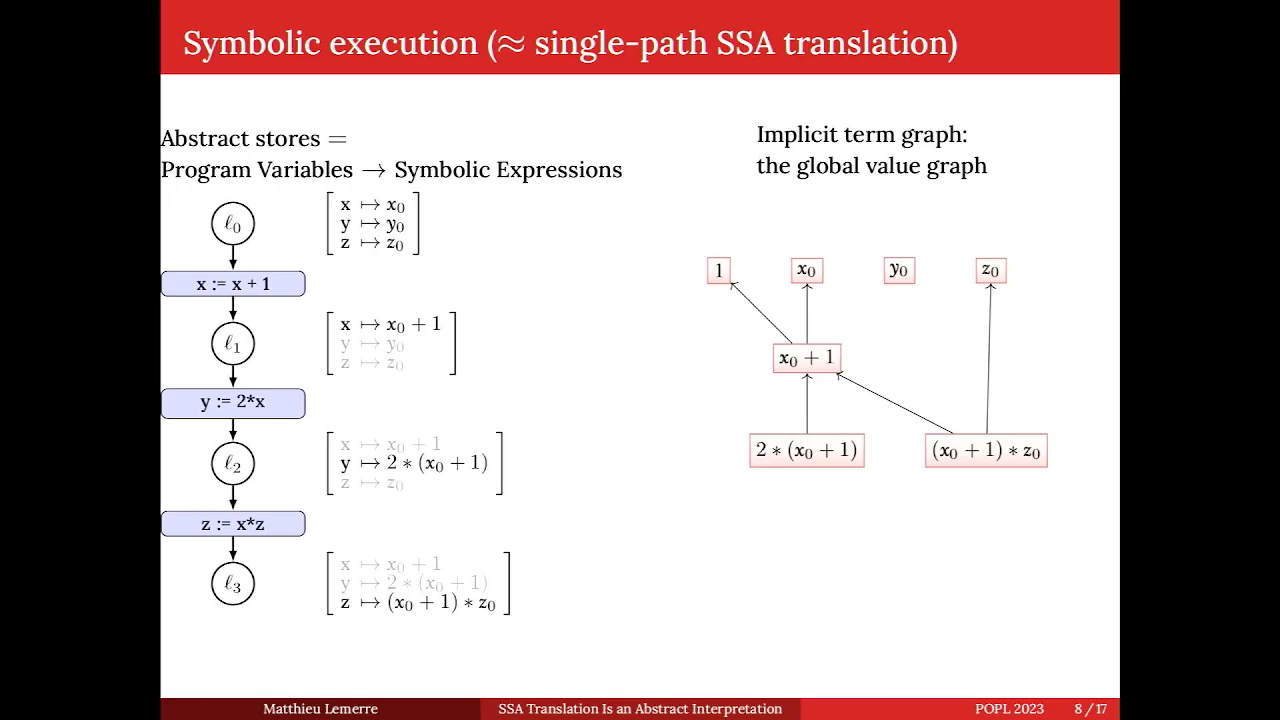 Symbolic execution (≈ single-path SSA translation)
Abstract stores =
Program Variables → Symbolic Expressions
ℓ0
x ↦ x0
y ↦ y0
z ↦ z0
x := x + 1
ℓ1
x ↦ x0 + 1
y ↦ y0
z ↦ z0
y := 2*x
ℓ2
x ↦ x0 + 1
y ↦ 2 ∗ (x0 + 1)
z ↦ z0
z := x*z
ℓ3
x ↦ x0 + 1
y ↦ 2 ∗ (x0 + 1)
z ↦ (x0 + 1) ∗ z0
Implicit term graph:
the global value graph
1 x0 y0 z0
x0 + 1
2 ∗ (x0 + 1) (x0 + 1) ∗ z0
Matthieu Lemerre SSA Translation Is an Abstract Interpretation POPL 2023 8 / 17